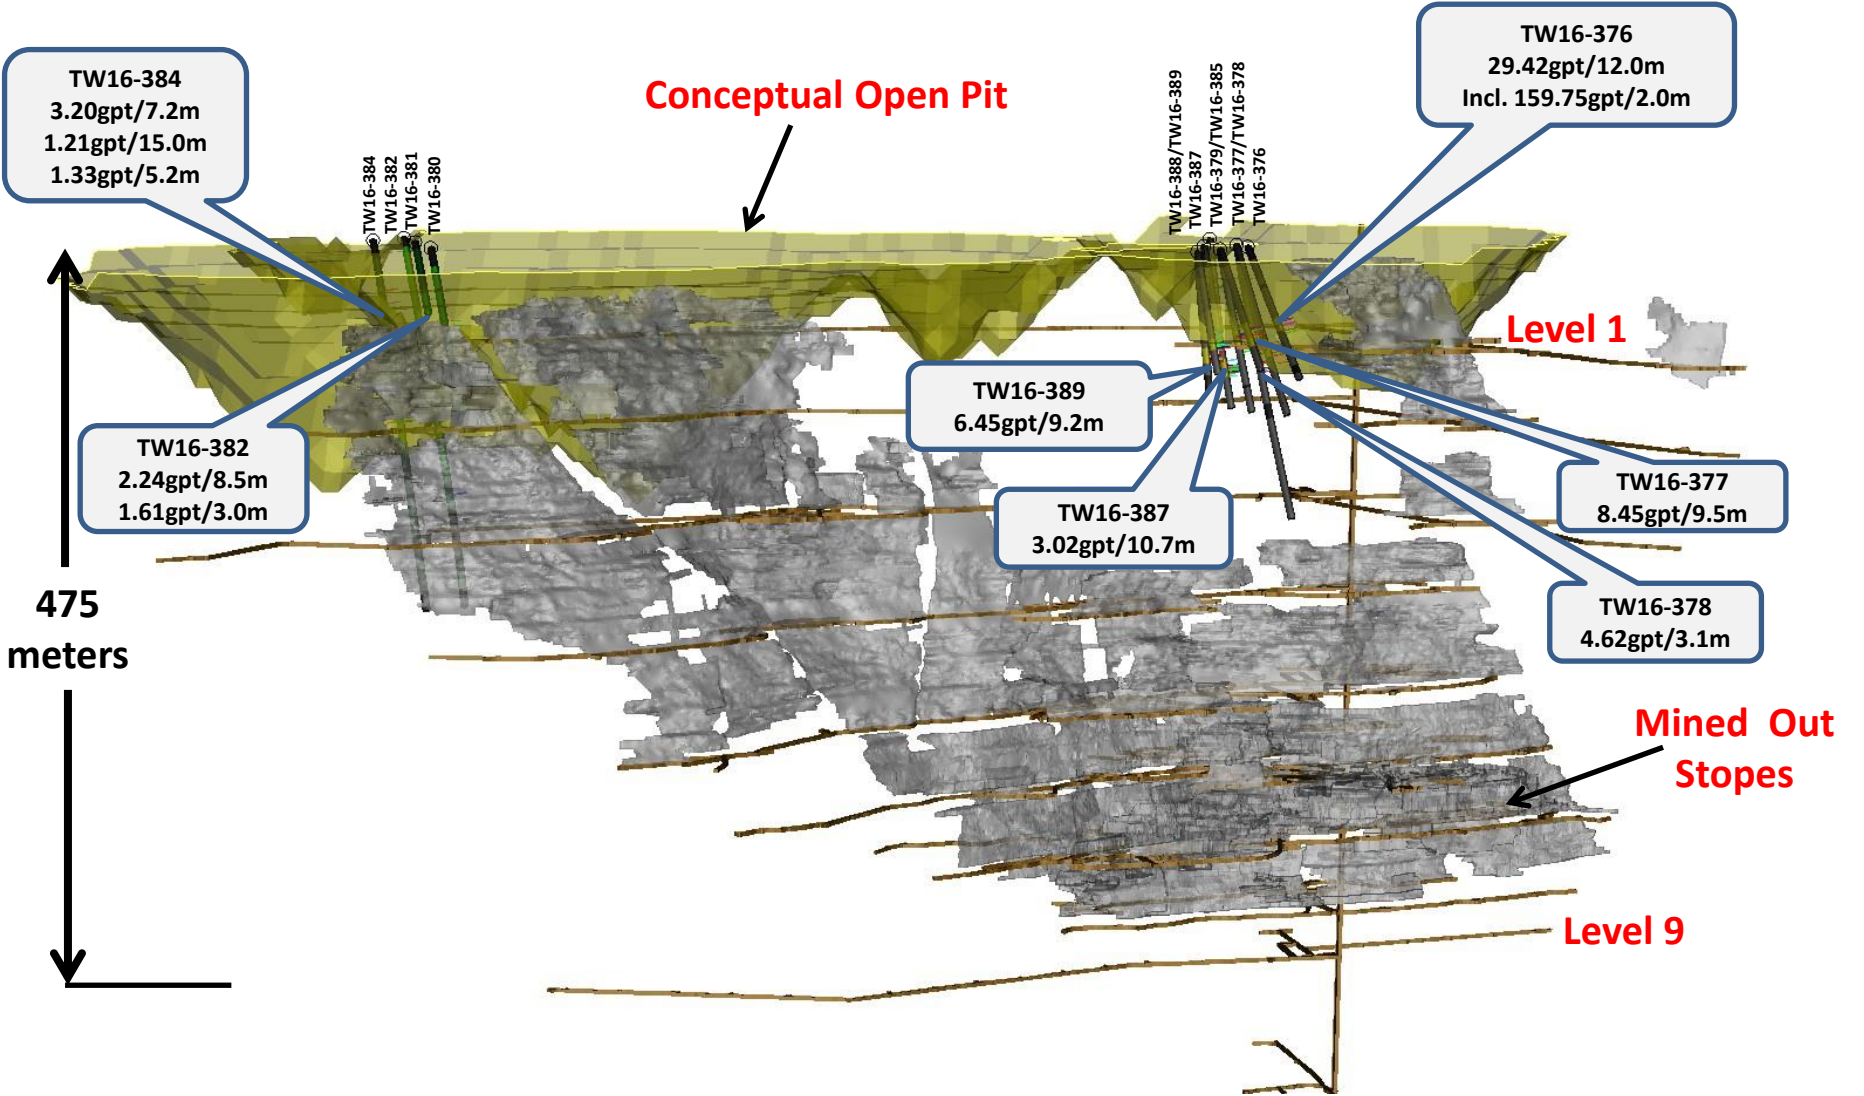 TW16-384
3.20gpt/7.2m
1.21gpt/15.0m
1.33gpt/5.2m
Conceptual Open Pit
TW16-376
29.42gpt/12.0m
Incl. 159.75gpt/2.0m
TW16-384
TW16-382
TW16-381
TW16-380
TW16-388/TW16-389
TW16-387
TW16-379/TW16-385
TW16-377/TW16-378
TW16-376
Level 1
TW16-389
6.45gpt/9.2m
TW16-382
2.24gpt/8.5m
1.61gpt/3.0m
TW16-387
3.02gpt/10.7m
TW16-377
8.45gpt/9.5m
TW16-378
4.62gpt/3.1m
475
meters
Mined Out
Stopes
Level 9